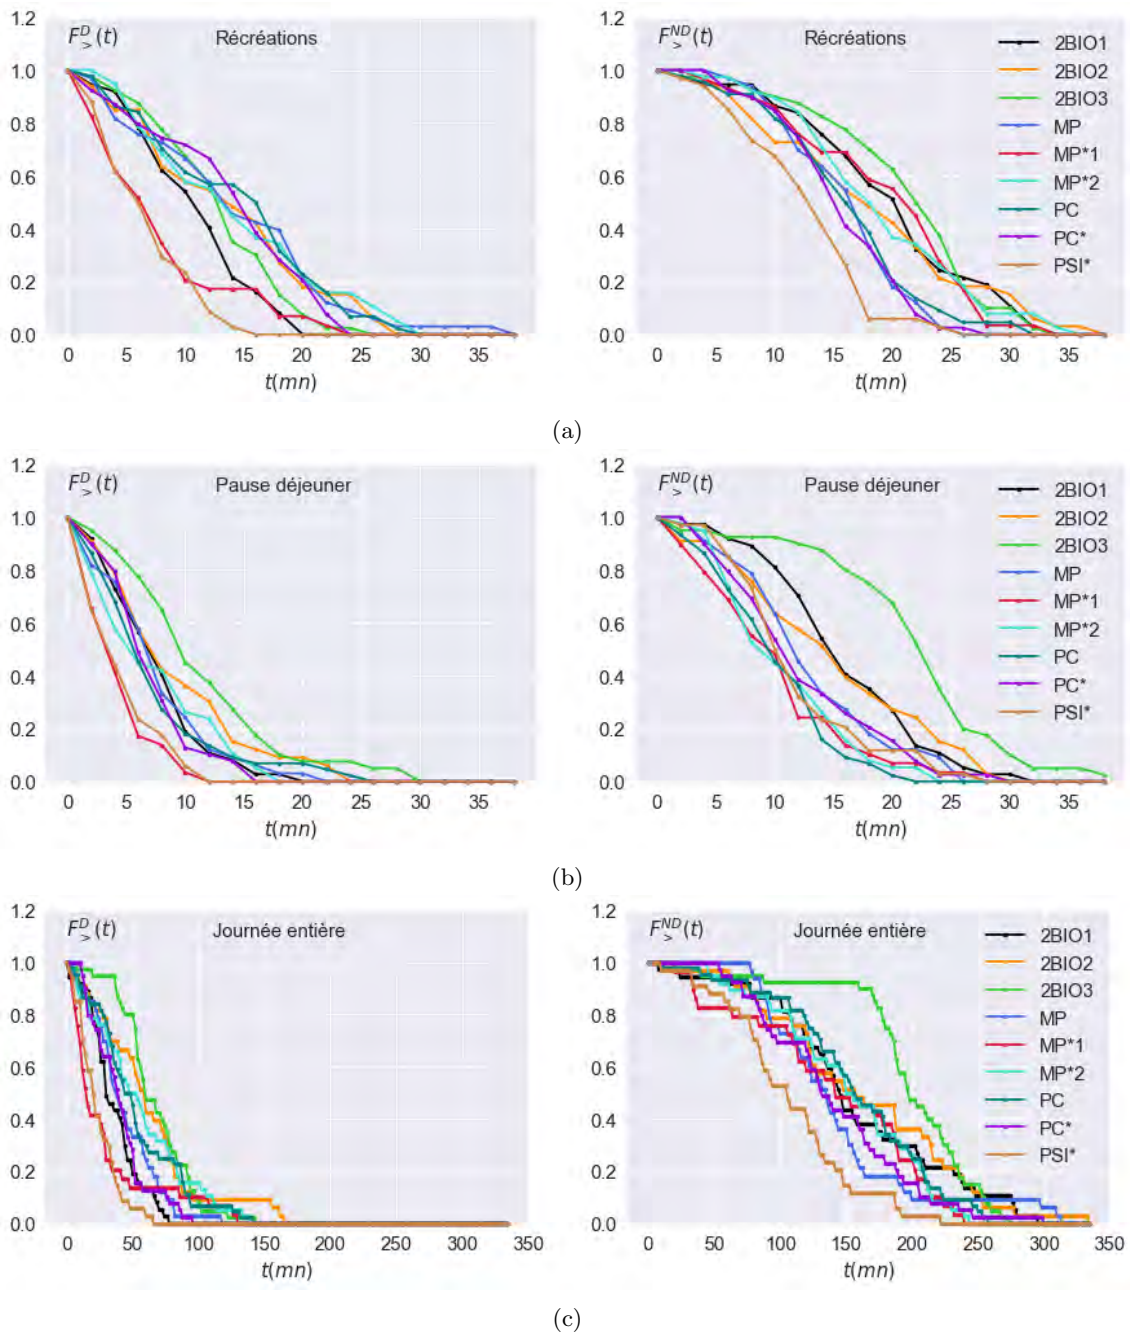 1.2
F_>^D(t)
Récréations
1.0
0.8
0.6
0.4
0.2
0.0
0 5 10 15 20 25 30 35
t(mn)
1.2
F_>^ND(t)
Récréations
1.0
0.8
0.6
0.4
0.2
0.0
0 5 10 15 20 25 30 35
t(mn)
2BIO1
2BIO2
2BIO3
MP
MP*1
MP*2
PC
PC*
PSI*
(a)
1.2
F_>^D(t)
Pause déjeuner
1.0
0.8
0.6
0.4
0.2
0.0
0 5 10 15 20 25 30 35
t(mn)
1.2
F_>^ND(t)
Pause déjeuner
1.0
0.8
0.6
0.4
0.2
0.0
0 5 10 15 20 25 30 35
t(mn)
2BIO1
2BIO2
2BIO3
MP
MP*1
MP*2
PC
PC*
PSI*
(b)
1.2
F_>^D(t)
Journée entière
1.0
0.8
0.6
0.4
0.2
0.0
0 50 100 150 200 250 300 350
t(mn)
1.2
F_>^ND(t)
Journée entière
1.0
0.8
0.6
0.4
0.2
0.0
0 50 100 150 200 250 300 350
t(mn)
2BIO1
2BIO2
2BIO3
MP
MP*1
MP*2
PC
PC*
PSI*
(c)